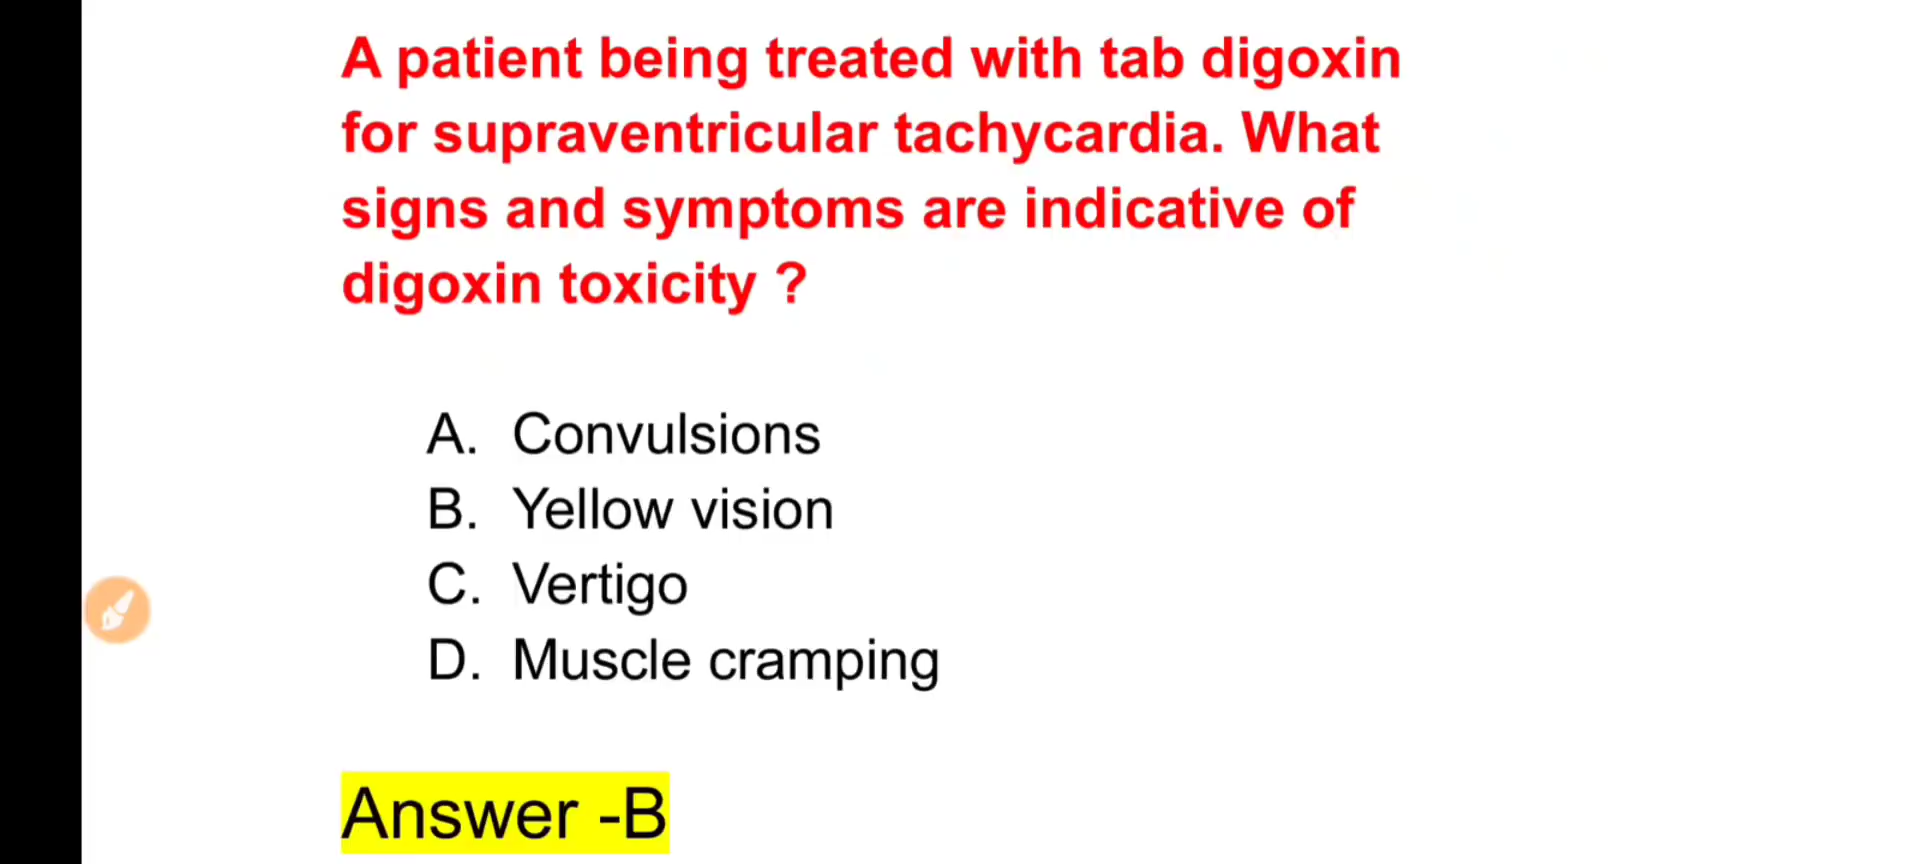 A patient being treated with tab digoxin
for supraventricular tachycardia. What
signs and symptoms are indicative of
digoxin toxicity ?
A. Convulsions
B. Yellow vision
C. Vertigo
D. Muscle cramping
Answer -B